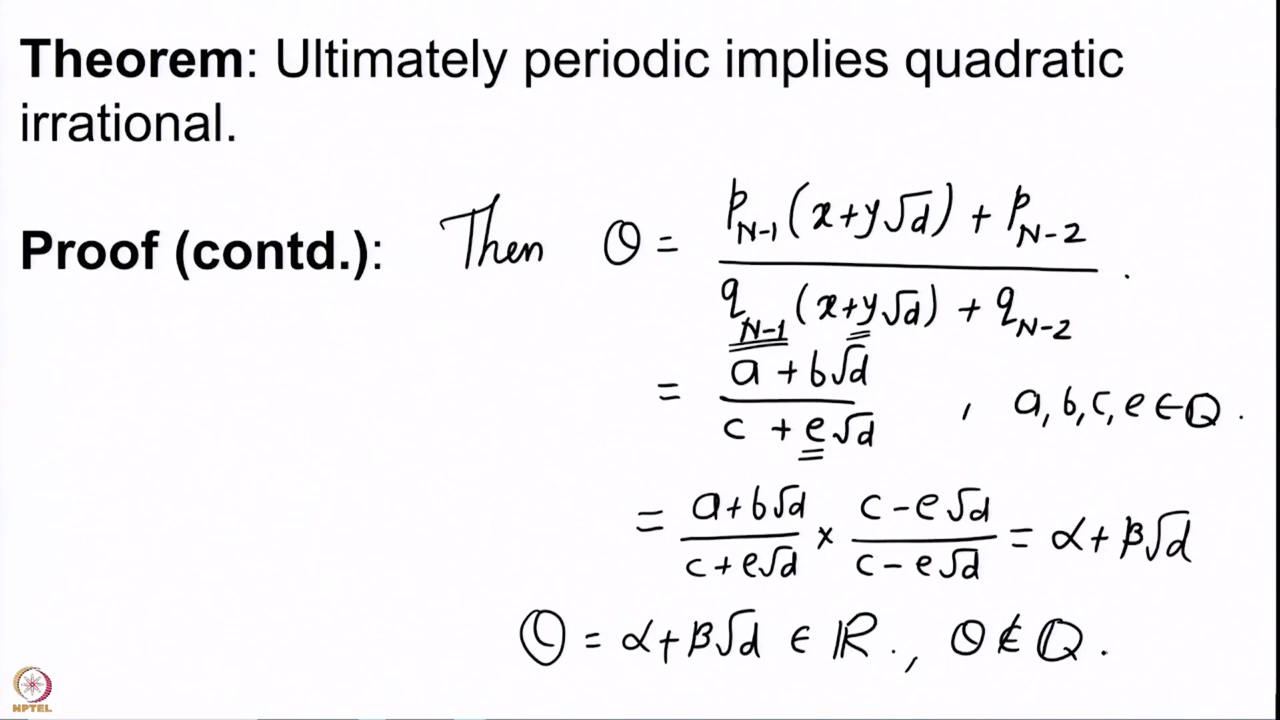 Theorem: Ultimately periodic implies quadratic
irrational.
Proof (contd.): Then θ = (p_{N-1}(x+y√d) + p_{N-2}) / (q_{N-1}(x+y√d) + q_{N-2}) .
= (a + b√d) / (c + e√d) , a, b, c, e ∈ ℚ .
= (a+b√d)/(c+e√d) × (c-e√d)/(c-e√d) = α+β√d
θ = α+β√d ∈ ℝ ., θ ∉ ℚ .
NPTEL